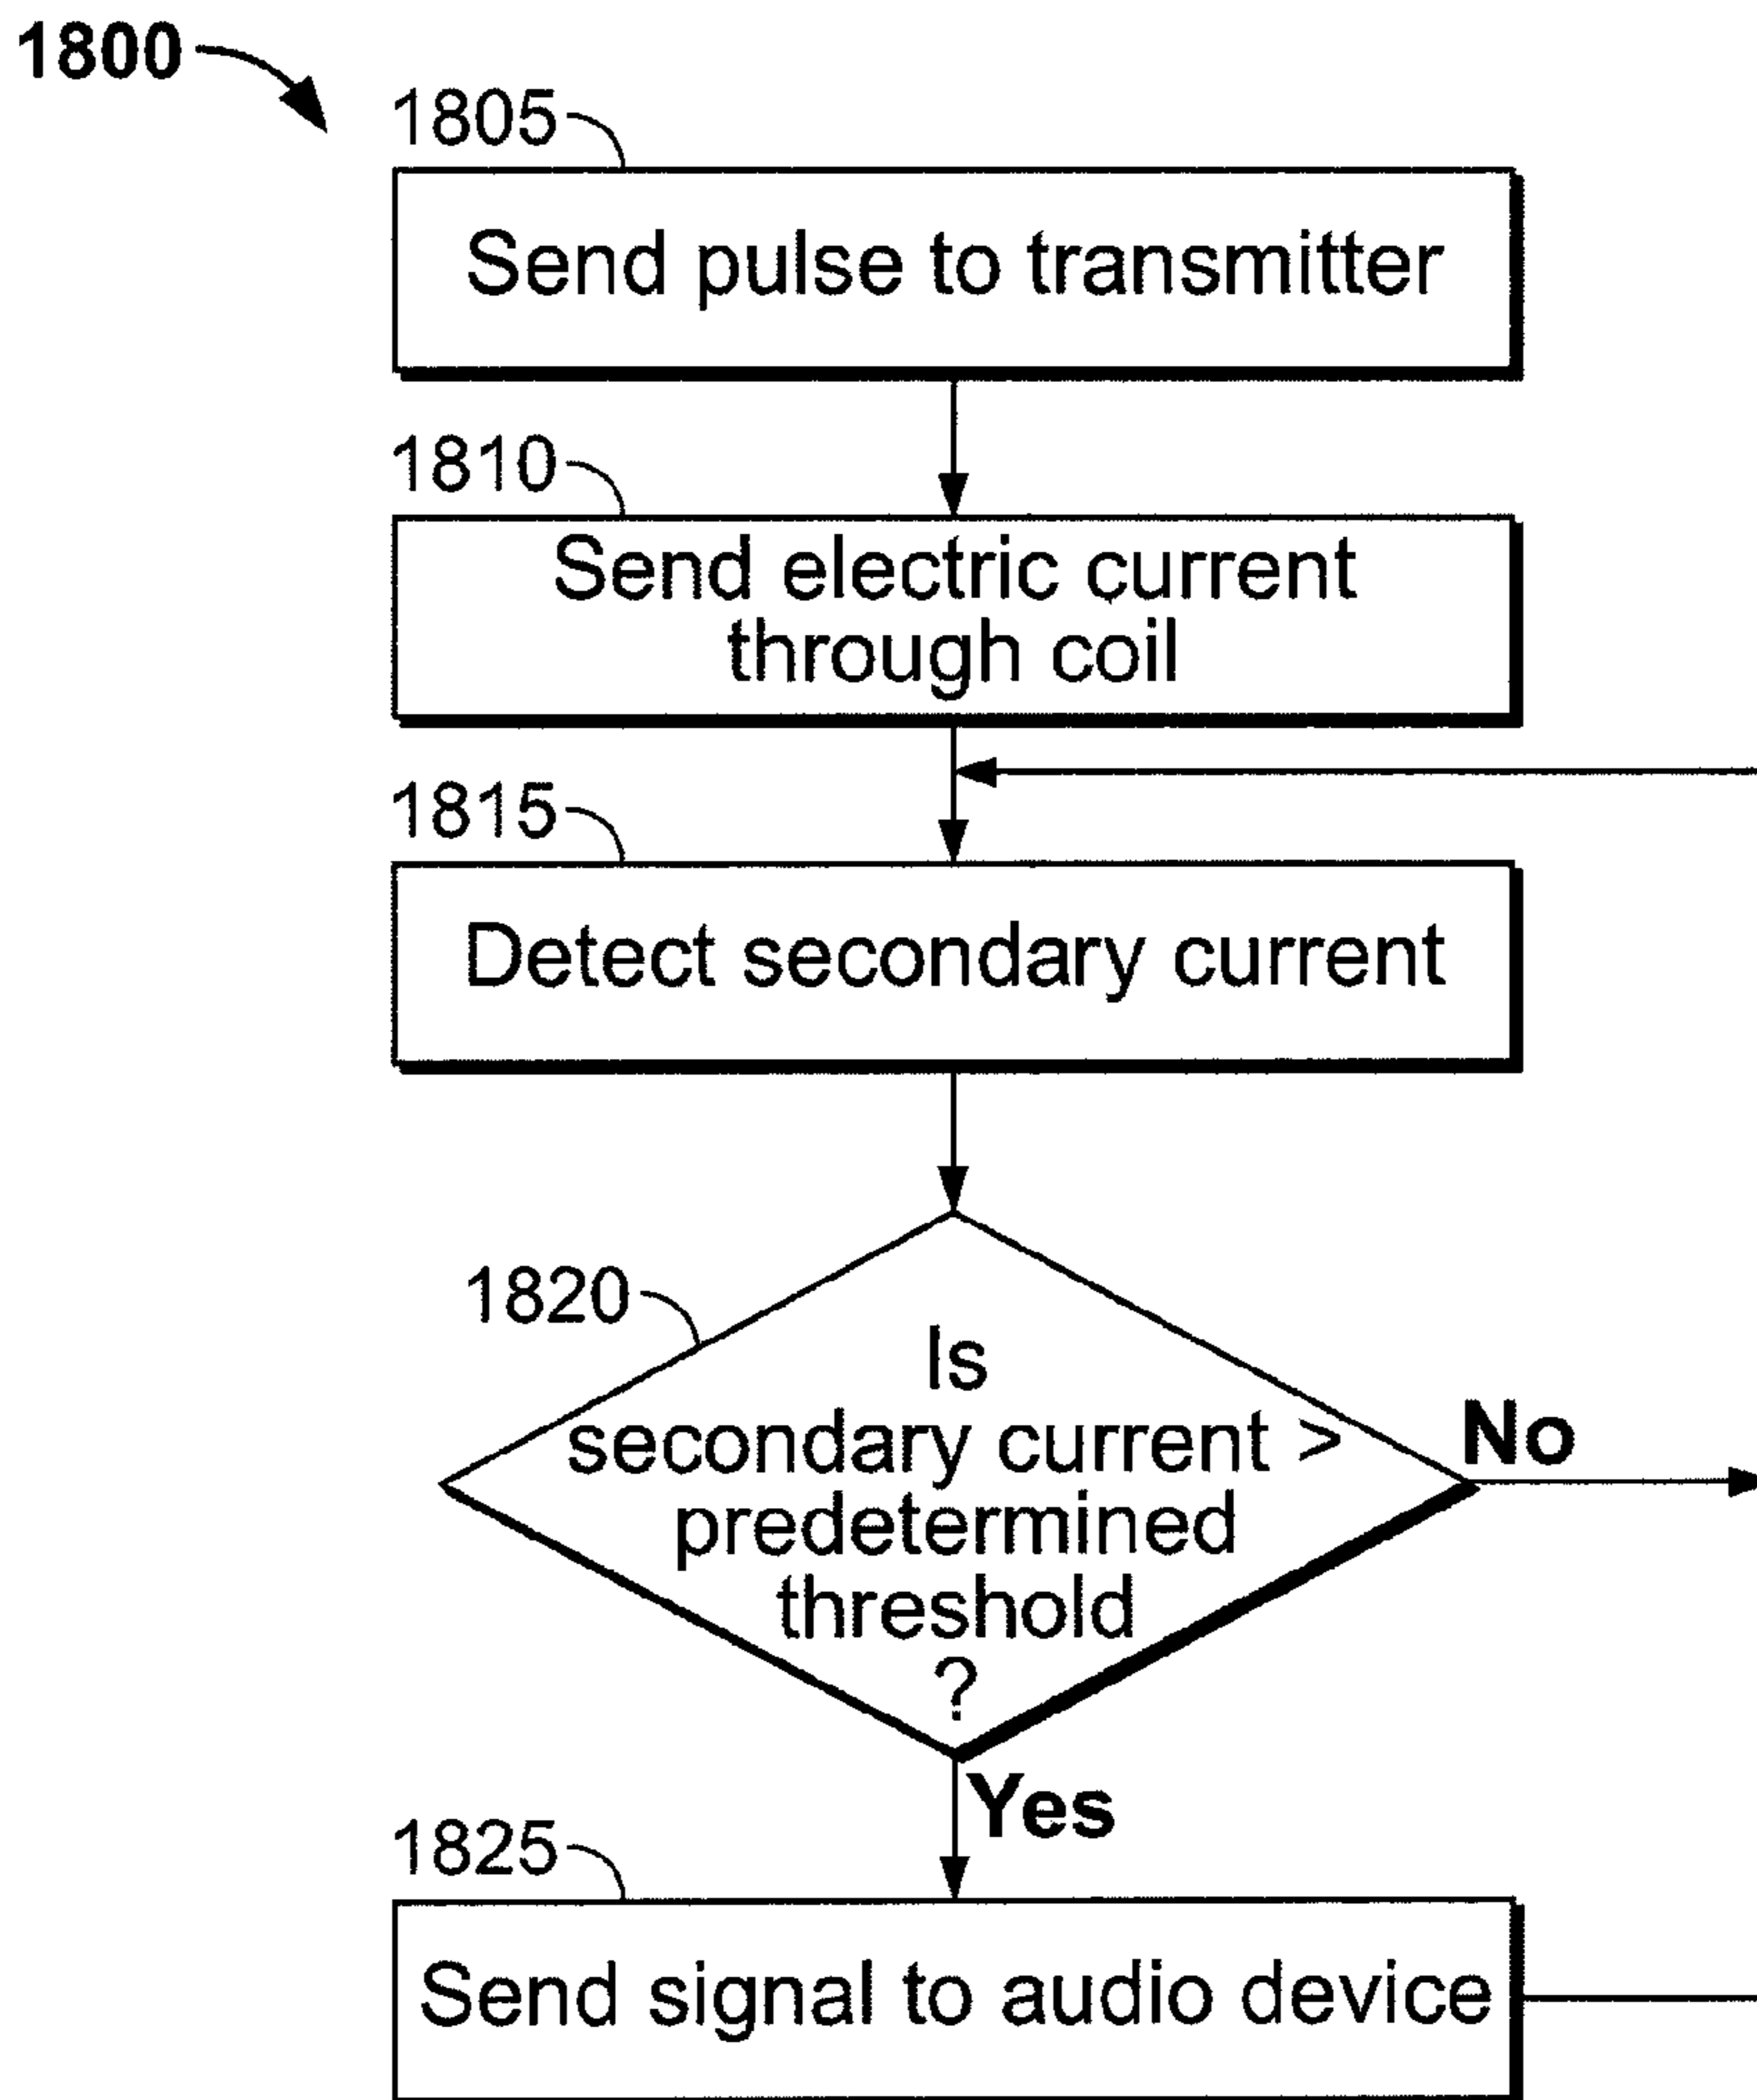 1800
1805
Send pulse to transmitter
1810
Send electric current
through coil
1815
Detect secondary current
1820
Is
secondary current >
predetermined
threshold
?
No
Yes
1825
Send signal to audio device